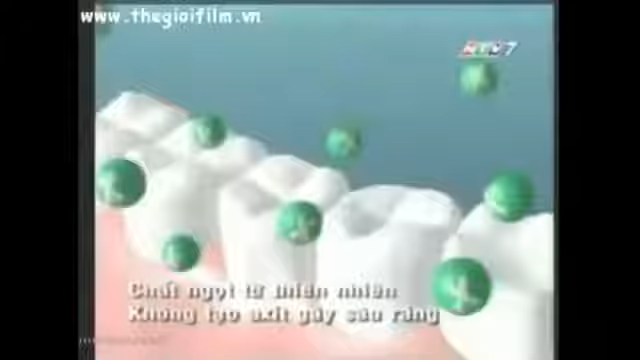 www.thegioifilm.vn
HTV7
Chất ngọt từ thiên nhiên
Không tạo axit gây sâu răng